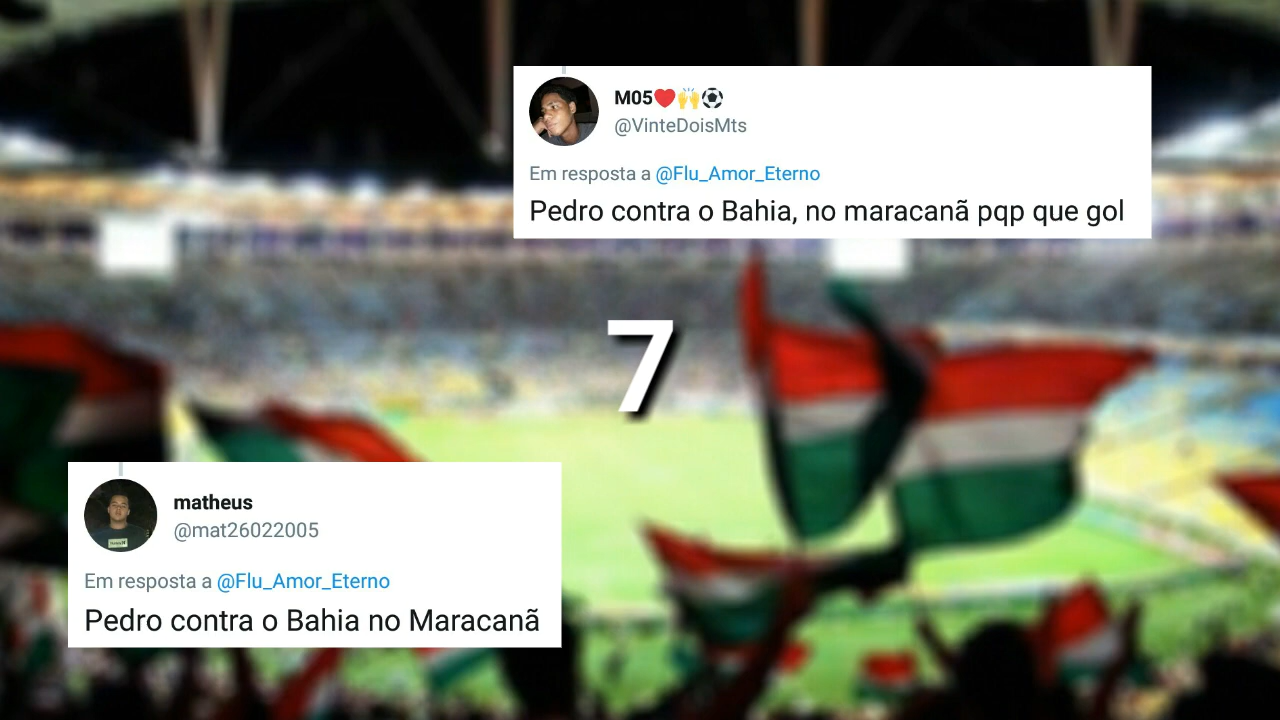 M05❤️🙌⚽
@VinteDoisMts
Em resposta a @Flu_Amor_Eterno
Pedro contra o Bahia, no maracanã pqp que gol
7
matheus
@mat26022005
Em resposta a @Flu_Amor_Eterno
Pedro contra o Bahia no Maracanã